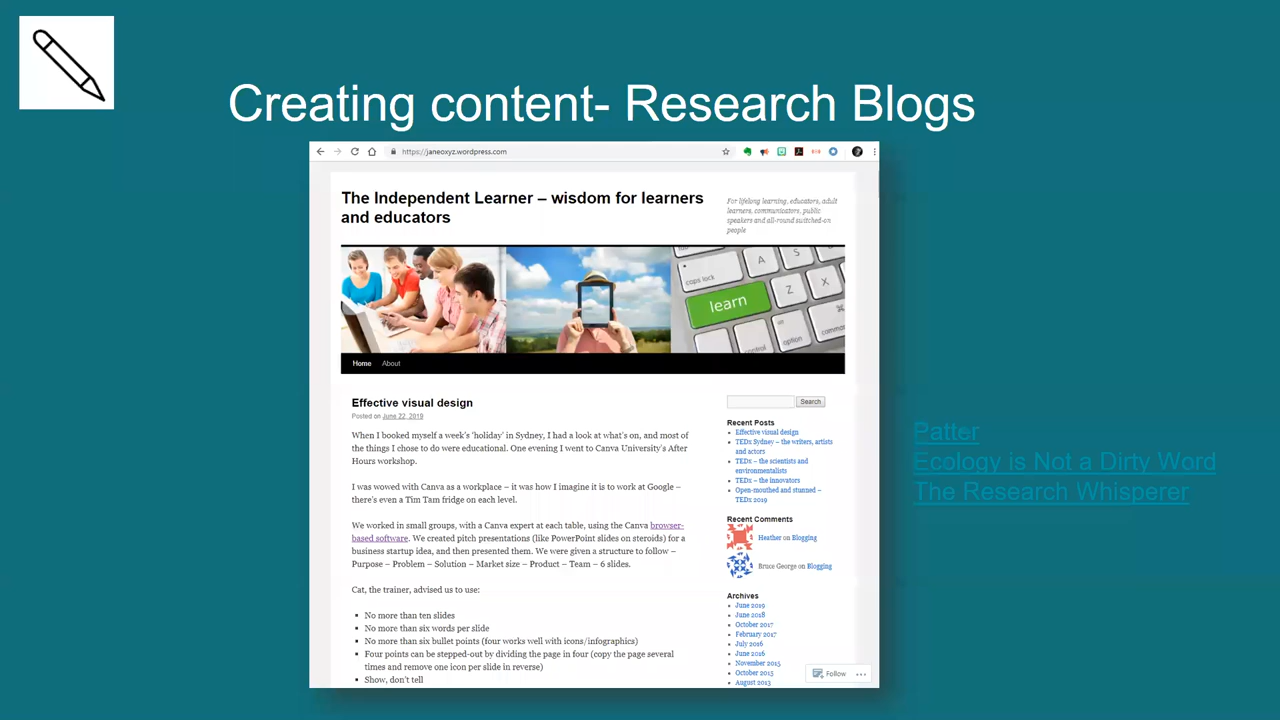 Creating content- Research Blogs
https://janeoxyz.wordpress.com
The Independent Learner – wisdom for learners
and educators
For lifelong learning, educators, adult
learners, communicators, public
speakers and all-round switched-on
people
caps lock
A
S
Z
X
learn
control
option
comma
Home
About
Effective visual design
Posted on June 22, 2019
When I booked myself a week's 'holiday' in Sydney, I had a look at what's on, and most of
the things I chose to do were educational. One evening I went to Canva University's After
Hours workshop.
I was wowed with Canva as a workplace – it was how I imagine it is to work at Google –
there's even a Tim Tam fridge on each level.
We worked in small groups, with a Canva expert at each table, using the Canva browser-
based software. We created pitch presentations (like PowerPoint slides on steroids) for a
business startup idea, and then presented them. We were given a structure to follow –
Purpose – Problem – Solution – Market size – Product – Team – 6 slides.
Cat, the trainer, advised us to use:
No more than ten slides
No more than six words per slide
No more than six bullet points (four works well with icons/infographics)
Four points can be stepped-out by dividing the page in four (copy the page several
times and remove one icon per slide in reverse)
Show, don't tell
Search
Recent Posts
Effective visual design
TEDx Sydney – the writers, artists
and actors
TEDx – the scientists and
environmentalists
TEDx – the innovators
Open-mouthed and stunned –
TEDx 2019
Recent Comments
Heather on Blogging
Bruce George on Blogging
Archives
June 2019
June 2018
October 2017
February 2017
July 2016
June 2016
November 2015
October 2015
August 2013
Follow
Patter
Ecology is Not a Dirty Word
The Research Whisperer